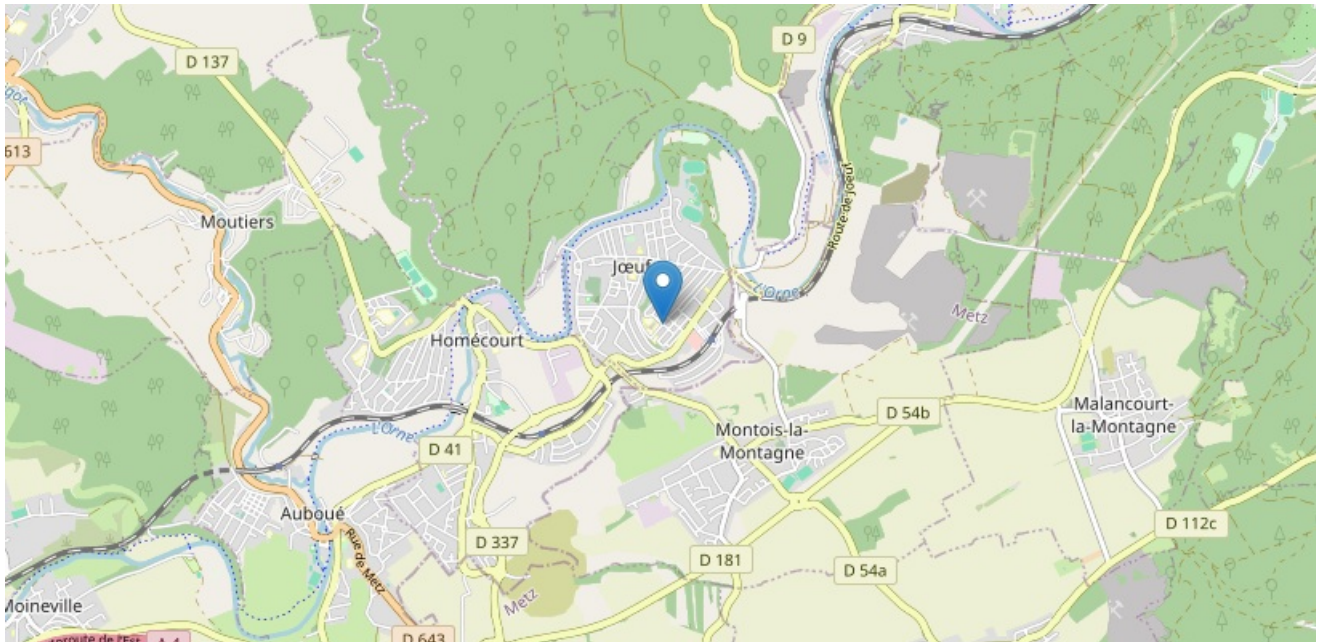 D 9
D 137
613
Moutiers
Jœuf
Route de Joeuf
L'Orne
Metz
Homécourt
Malancourt-
la-Montagne
D 54b
Montois-la-
Montagne
L'Orne
D 41
Auboué
D 112c
Rue de Metz
D 337
D 181
D 54a
Metz
Moineville
D 643